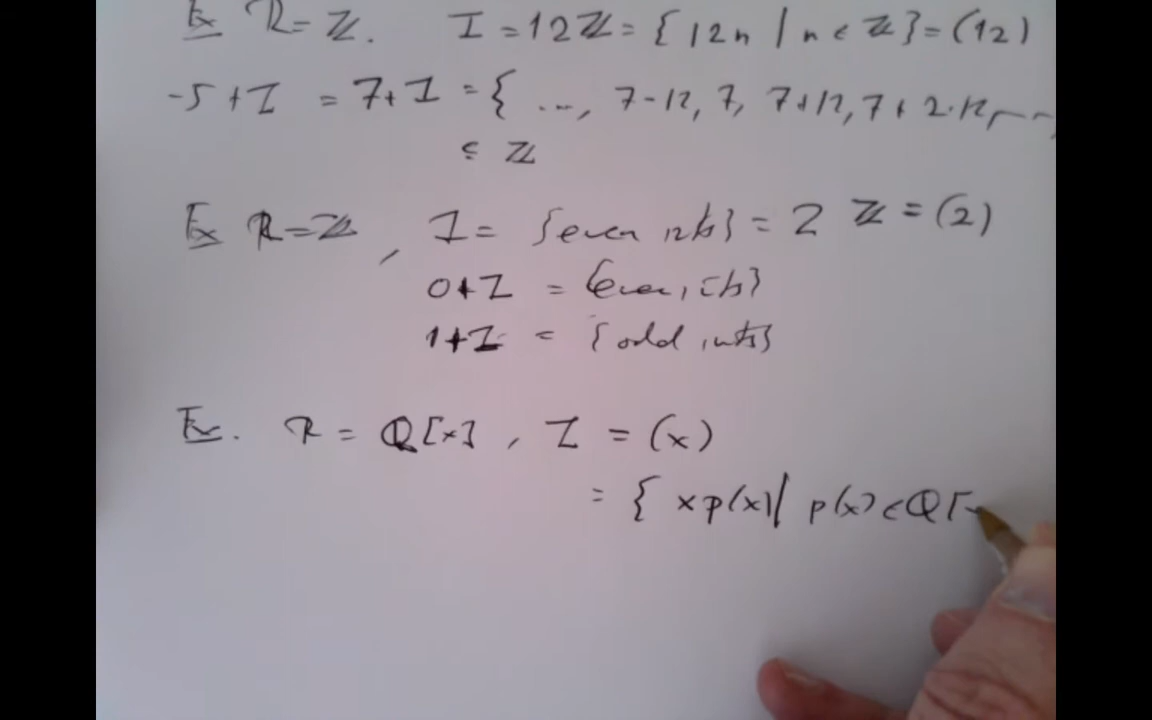 Ex R=ℤ. I=12ℤ={12n | n∈ℤ}=(12)
-5+I = 7+I = { ..., 7-12, 7, 7+12, 7+2·12, ...
⊆ ℤ
Ex R=ℤ, I = {even ints} = 2ℤ = (2)
0+I = {even ints}
1+I = {odd ints}
Ex. R = ℚ[x], I = (x)
= { xp(x) | p(x)∈ℚ[